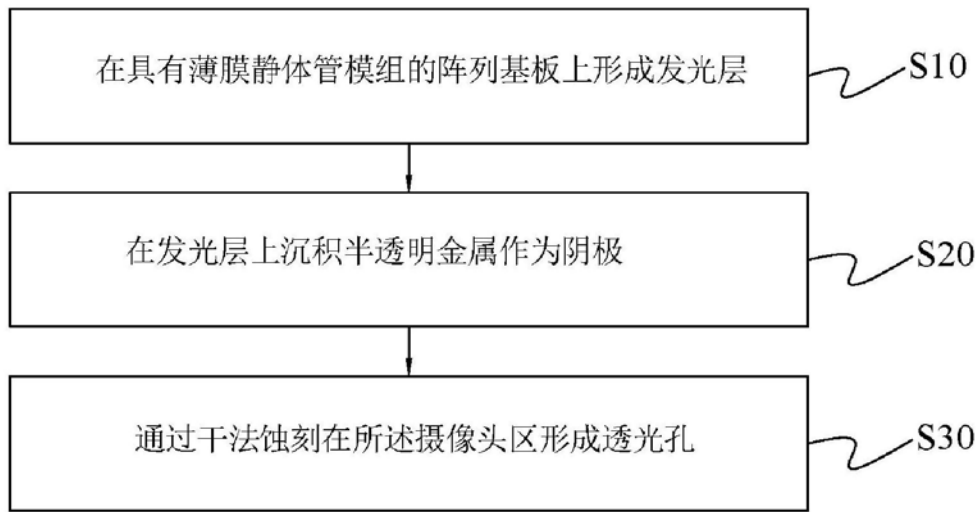 在具有薄膜静体管模组的阵列基板上形成发光层
S10
在发光层上沉积半透明金属作为阴极
S20
通过干法蚀刻在所述摄像头区形成透光孔
S30